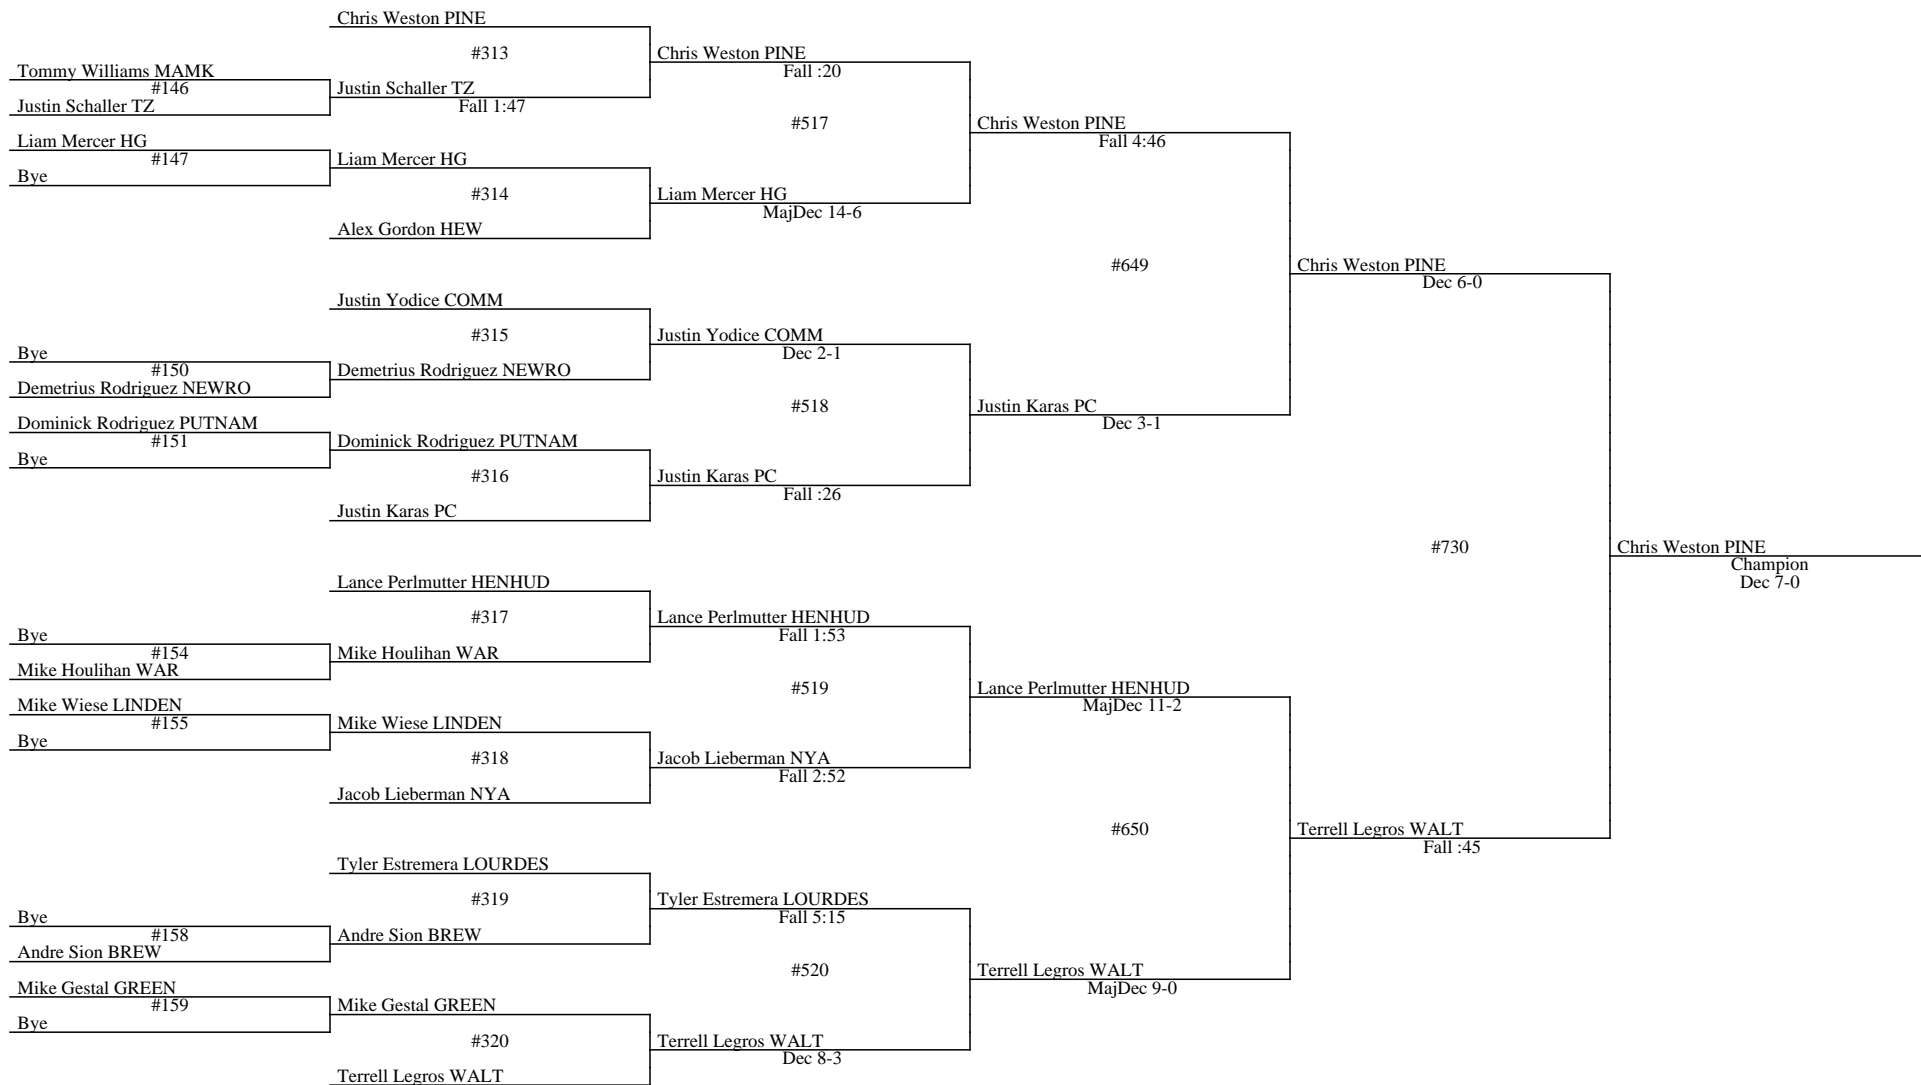 Chris Weston PINE
#313
Chris Weston PINE
Fall :20
Tommy Williams MAMK
#146
Justin Schaller TZ
Justin Schaller TZ
Fall 1:47
#517
Chris Weston PINE
Fall 4:46
Liam Mercer HG
#147
Bye
Liam Mercer HG
#314
Liam Mercer HG
MajDec 14-6
Alex Gordon HEW
#649
Chris Weston PINE
Dec 6-0
Justin Yodice COMM
#315
Justin Yodice COMM
Dec 2-1
Bye
#150
Demetrius Rodriguez NEWRO
Demetrius Rodriguez NEWRO
#518
Justin Karas PC
Dec 3-1
Dominick Rodriguez PUTNAM
#151
Bye
Dominick Rodriguez PUTNAM
#316
Justin Karas PC
Fall :26
Justin Karas PC
#730
Chris Weston PINE
Champion
Dec 7-0
Lance Perlmutter HENHUD
#317
Lance Perlmutter HENHUD
Fall 1:53
Bye
#154
Mike Houlihan WAR
Mike Houlihan WAR
#519
Lance Perlmutter HENHUD
MajDec 11-2
Mike Wiese LINDEN
#155
Bye
Mike Wiese LINDEN
#318
Jacob Lieberman NYA
Fall 2:52
Jacob Lieberman NYA
#650
Terrell Legros WALT
Fall :45
Tyler Estremera LOURDES
#319
Tyler Estremera LOURDES
Fall 5:15
Bye
#158
Andre Sion BREW
Andre Sion BREW
#520
Terrell Legros WALT
MajDec 9-0
Mike Gestal GREEN
#159
Bye
Mike Gestal GREEN
#320
Terrell Legros WALT
Dec 8-3
Terrell Legros WALT